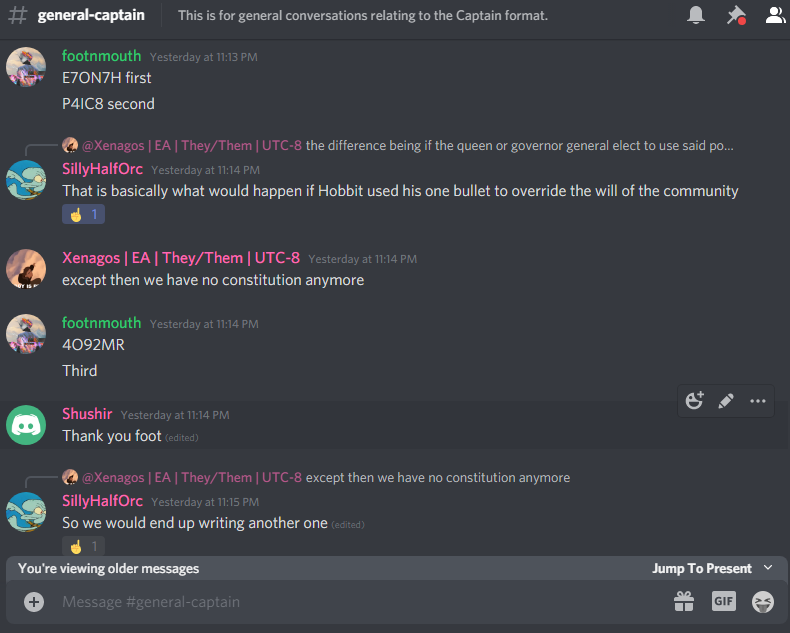 # general-captain This is for general conversations relating to the Captain format.
footnmouth Yesterday at 11:13 PM
E7ON7H first
P4IC8 second
@Xenagos | EA | They/Them | UTC-8 the difference being if the queen or governor general elect to use said po...
SillyHalfOrc Yesterday at 11:14 PM
That is basically what would happen if Hobbit used his one bullet to override the will of the community
1
Xenagos | EA | They/Them | UTC-8 Yesterday at 11:14 PM
except then we have no constitution anymore
footnmouth Yesterday at 11:14 PM
4O92MR
Third
Shushir Yesterday at 11:14 PM
Thank you foot (edited)
@Xenagos | EA | They/Them | UTC-8 except then we have no constitution anymore
SillyHalfOrc Yesterday at 11:15 PM
So we would end up writing another one (edited)
1
You're viewing older messages Jump To Present
Message #general-captain GIF